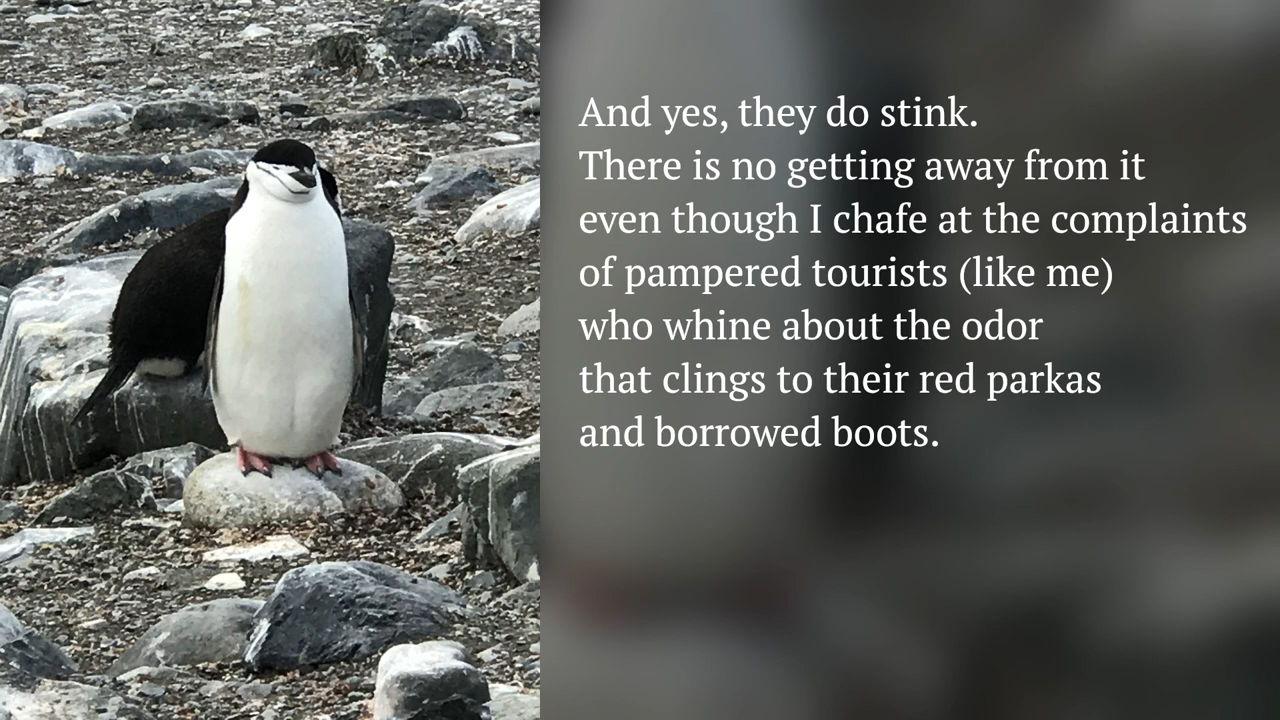 And yes, they do stink.
There is no getting away from it
even though I chafe at the complaints
of pampered tourists (like me)
who whine about the odor
that clings to their red parkas
and borrowed boots.